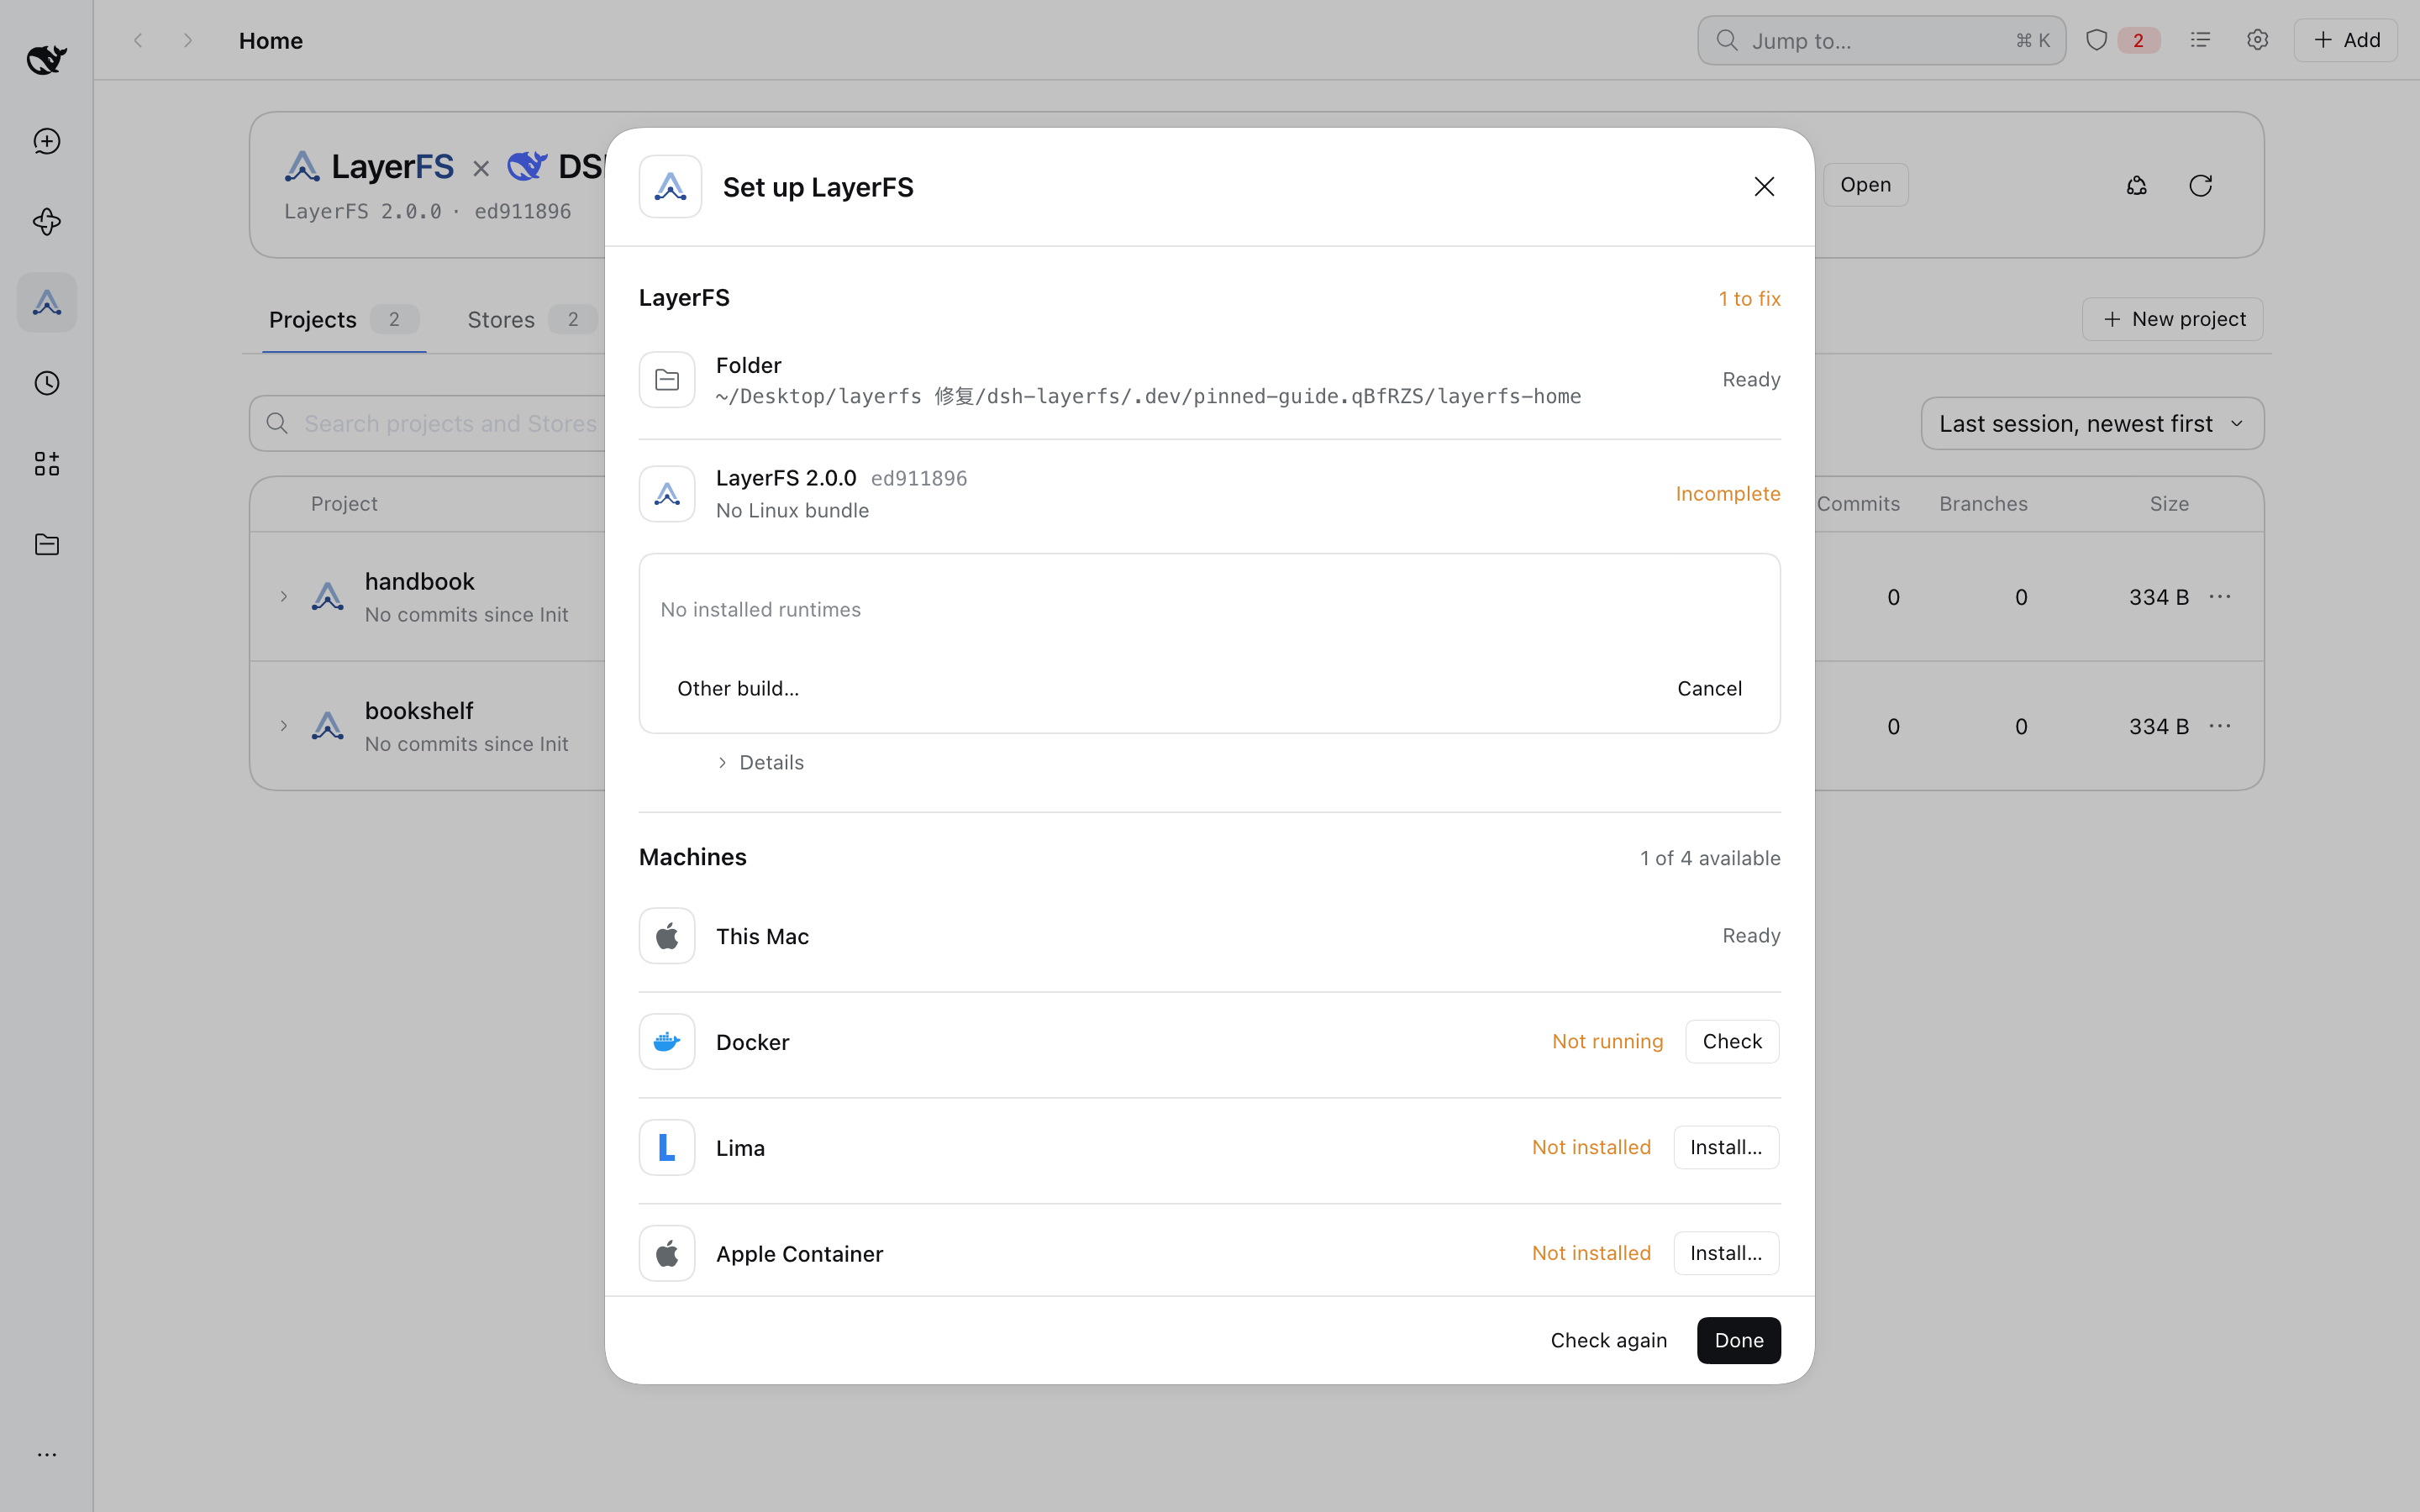 Home
Jump to...
⌘ K
2
Add
LayerFS × DSH
LayerFS 2.0.0 · ed911896
Open
Projects 2
Stores 2
New project
Search projects and Stores
Last session, newest first
Project
Commits
Branches
Size
handbook
No commits since Init
0
0
334 B
bookshelf
No commits since Init
0
0
334 B
Set up LayerFS
LayerFS
1 to fix
Folder
~/Desktop/layerfs 修复/dsh-layerfs/.dev/pinned-guide.qBfRZS/layerfs-home
Ready
LayerFS 2.0.0 ed911896
No Linux bundle
Incomplete
No installed runtimes
Other build...
Cancel
Details
Machines
1 of 4 available
This Mac
Ready
Docker
Not running
Check
Lima
Not installed
Install...
Apple Container
Not installed
Install...
Check again
Done